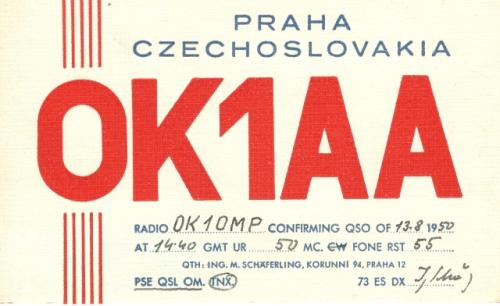 PRAHA
CZECHOSLOVAKIA
OK1AA
RADIO OK1OMP CONFIRMING QSO OF 13.8 1950
AT 14.40 GMT UR 50 MC. CW FONE RST 55
QTH: ING. M. SCHÄFERLING, KORUNNÍ 94, PRAHA 12
PSE QSL OM. TNX. 73 ES DX